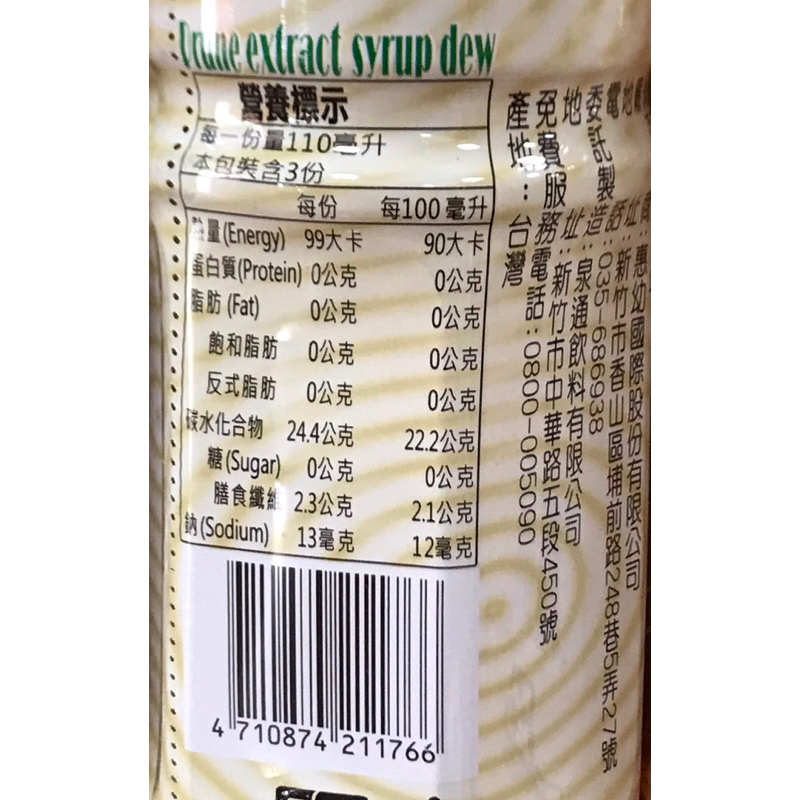 Prune extract syrup dew
營養標示
每一份量110毫升
本包裝含3份
每份 每100毫升
熱量(Energy) 99大卡 90大卡
蛋白質(Protein) 0公克 0公克
脂肪(Fat) 0公克 0公克
飽和脂肪 0公克 0公克
反式脂肪 0公克 0公克
碳水化合物 24.4公克 22.2公克
糖(Sugar) 0公克 0公克
膳食纖維 2.3公克 2.1公克
鈉(Sodium) 13毫克 12毫克
4 710874 211766
惠幼國際股份有限公司
地址:新竹市香山區埔前路248巷5弄27號
電話:035-686938
委託製造:泉通飲料有限公司
地址:新竹市中華路五段450號
免費服務電話:0800-005090
產地:台灣